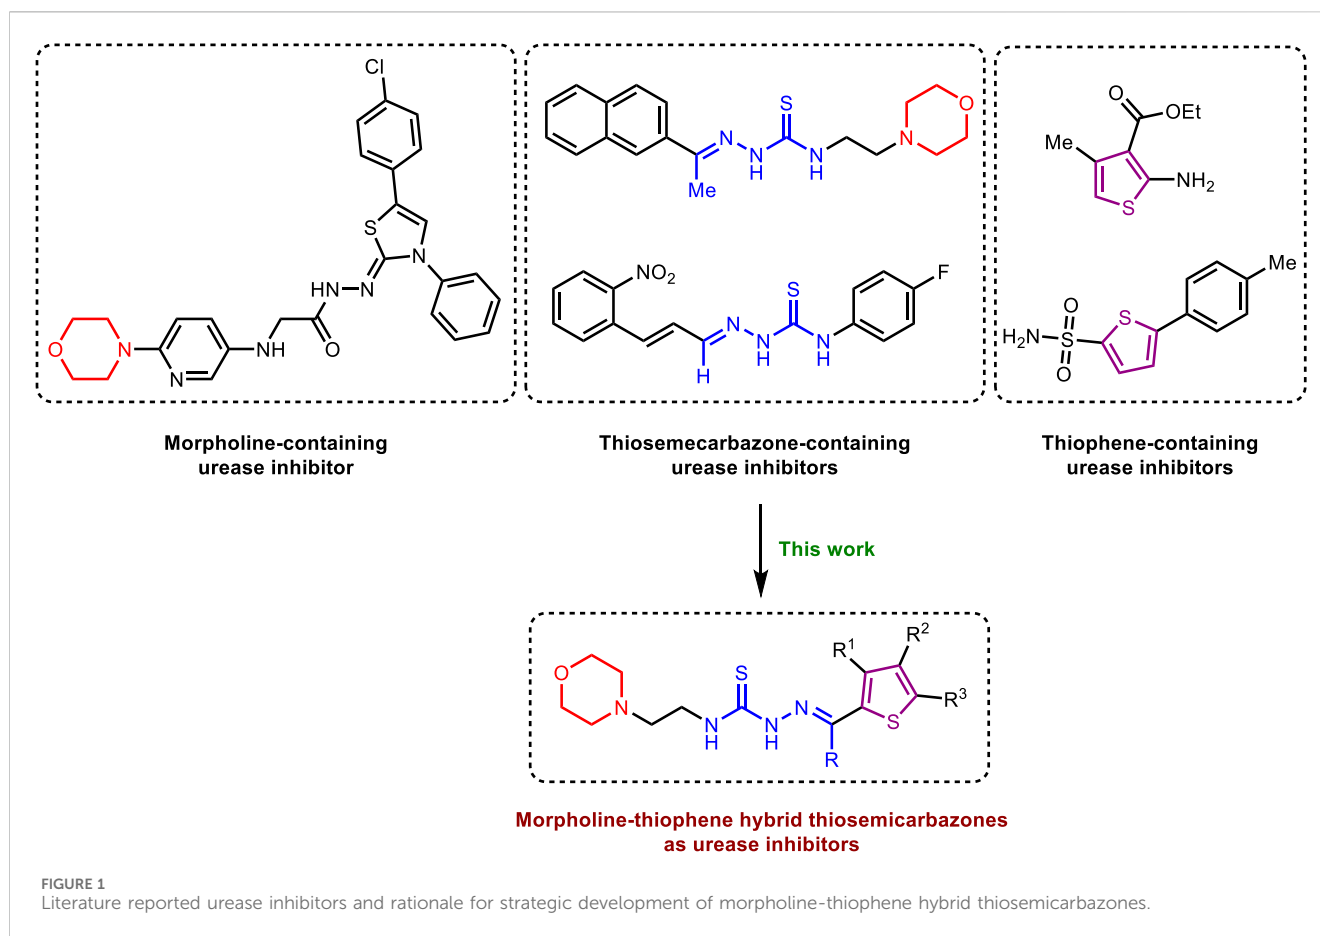 Cl
S
N
HN
N
O
N
N
NH
O
S
O
N
N
N
H
N
H
Me
NO2
S
F
N
N
H
N
H
H
O
OEt
Me
NH2
S
Me
O
S
H2N
S
O
Morpholine-containing
urease inhibitor
Thiosemecarbazone-containing
urease inhibitors
Thiophene-containing
urease inhibitors
This work
R1
R2
O
S
R3
N
N
S
N
H
N
H
R
Morpholine-thiophene hybrid thiosemicarbazones
as urease inhibitors
FIGURE 1
Literature reported urease inhibitors and rationale for strategic development of morpholine-thiophene hybrid thiosemicarbazones.